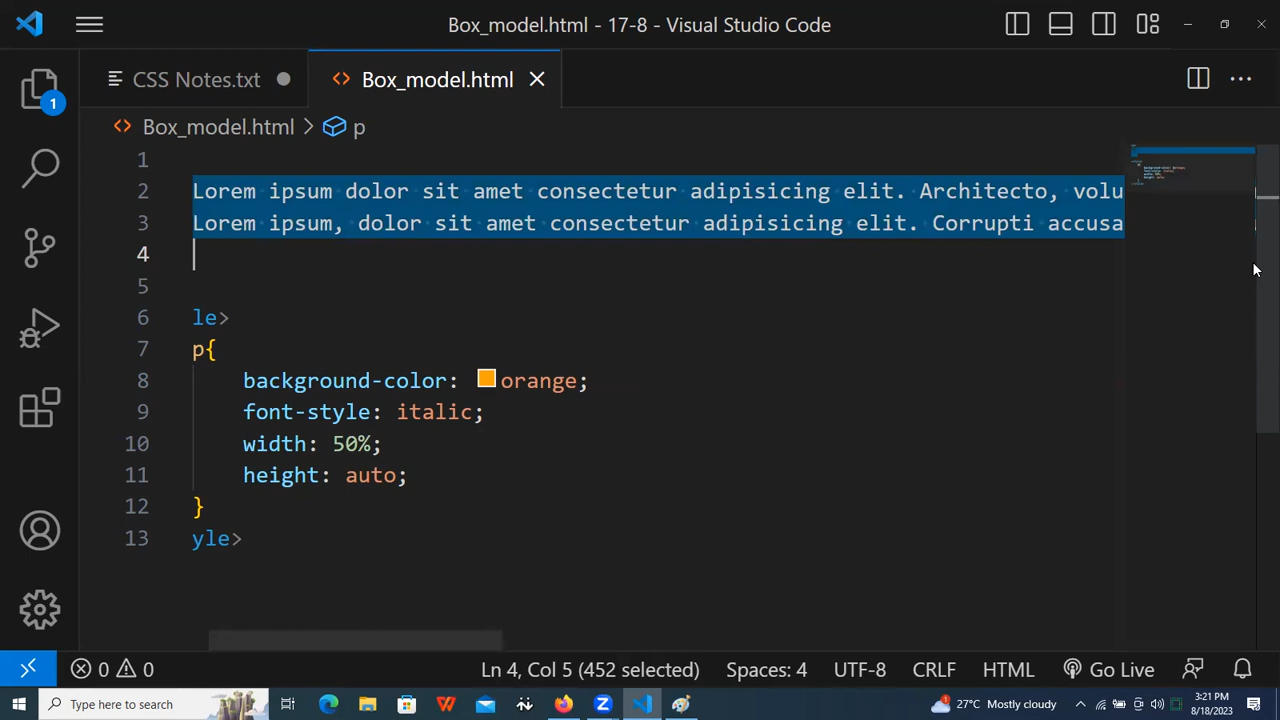 Box_model.html - 17-8 - Visual Studio Code
CSS Notes.txt
Box_model.html
Box_model.html > p
1
2 Lorem ipsum dolor sit amet consectetur adipisicing elit. Architecto, volu
3 Lorem ipsum, dolor sit amet consectetur adipisicing elit. Corrupti accusa
4
5
6 le>
7 p{
8 background-color: orange;
9 font-style: italic;
10 width: 50%;
11 height: auto;
12 }
13 yle>
1
0 0 Ln 4, Col 5 (452 selected) Spaces: 4 UTF-8 CRLF HTML Go Live
Type here to search 27°C Mostly cloudy 3:21 PM
8/18/2023